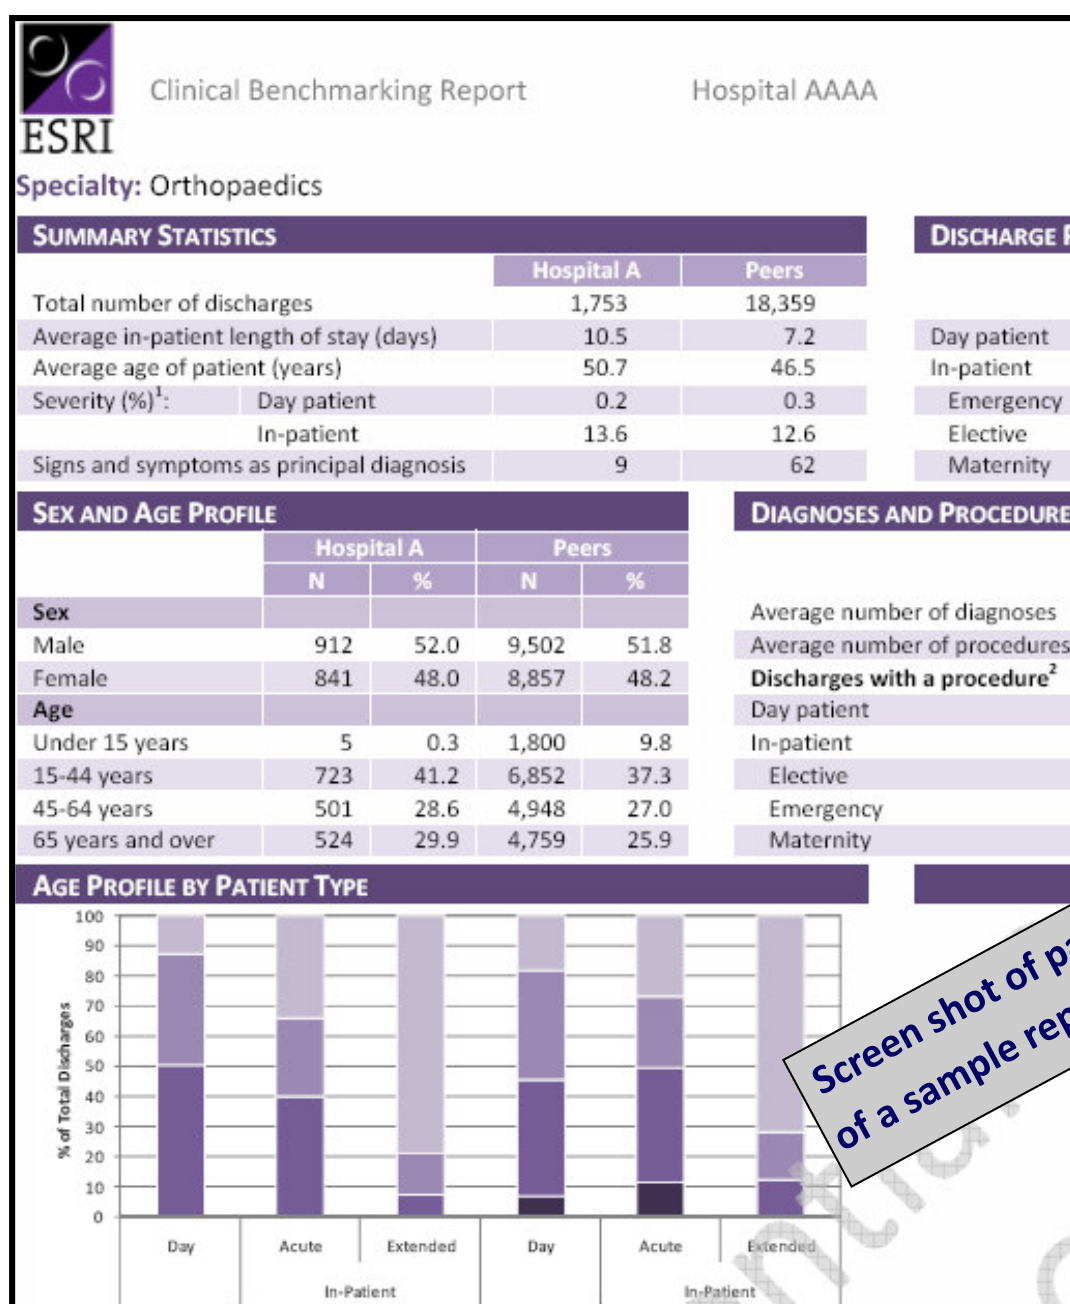 ESRI
Clinical Benchmarking Report Hospital AAAA
Specialty: Orthopaedics
SUMMARY STATISTICS
Hospital A Peers
Total number of discharges 1,753 18,359
Average in-patient length of stay (days) 10.5 7.2
Average age of patient (years) 50.7 46.5
Severity (%)¹: Day patient 0.2 0.3
In-patient 13.6 12.6
Signs and symptoms as principal diagnosis 9 62
DISCHARGE
Day patient
In-patient
Emergency
Elective
Maternity
SEX AND AGE PROFILE
Hospital A Peers
N % N %
Sex
Male 912 52.0 9,502 51.8
Female 841 48.0 8,857 48.2
Age
Under 15 years 5 0.3 1,800 9.8
15-44 years 723 41.2 6,852 37.3
45-64 years 501 28.6 4,948 27.0
65 years and over 524 29.9 4,759 25.9
DIAGNOSES AND PROCEDURE
Average number of diagnoses
Average number of procedures
Discharges with a procedure²
Day patient
In-patient
Elective
Emergency
Maternity
AGE PROFILE BY PATIENT TYPE
% of Total Discharges
100
90
80
70
60
50
40
30
20
10
0
Day Acute Extended Day Acute Extended
In-Patient In-Patient
Screen shot of pa
of a sample rep